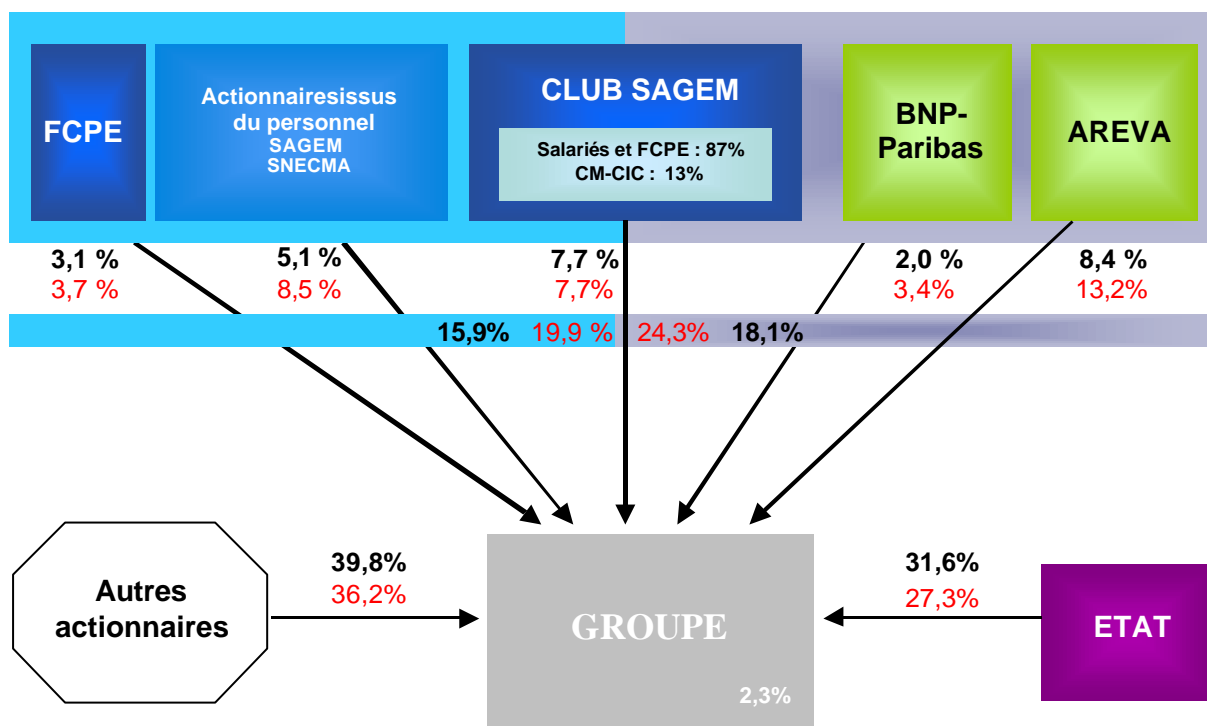 FCPE
Actionnairesissus
du personnel
SAGEM
SNECMA
CLUB SAGEM
Salariés et FCPE : 87%
CM-CIC : 13%
BNP-
Paribas
AREVA
3,1 %
3,7 %
5,1 %
8,5 %
7,7 %
7,7%
2,0 %
3,4%
8,4 %
13,2%
15,9% 19,9 % 24,3% 18,1%
Autres
actionnaires
39,8%
36,2%
GROUPE
2,3%
31,6%
27,3%
ETAT